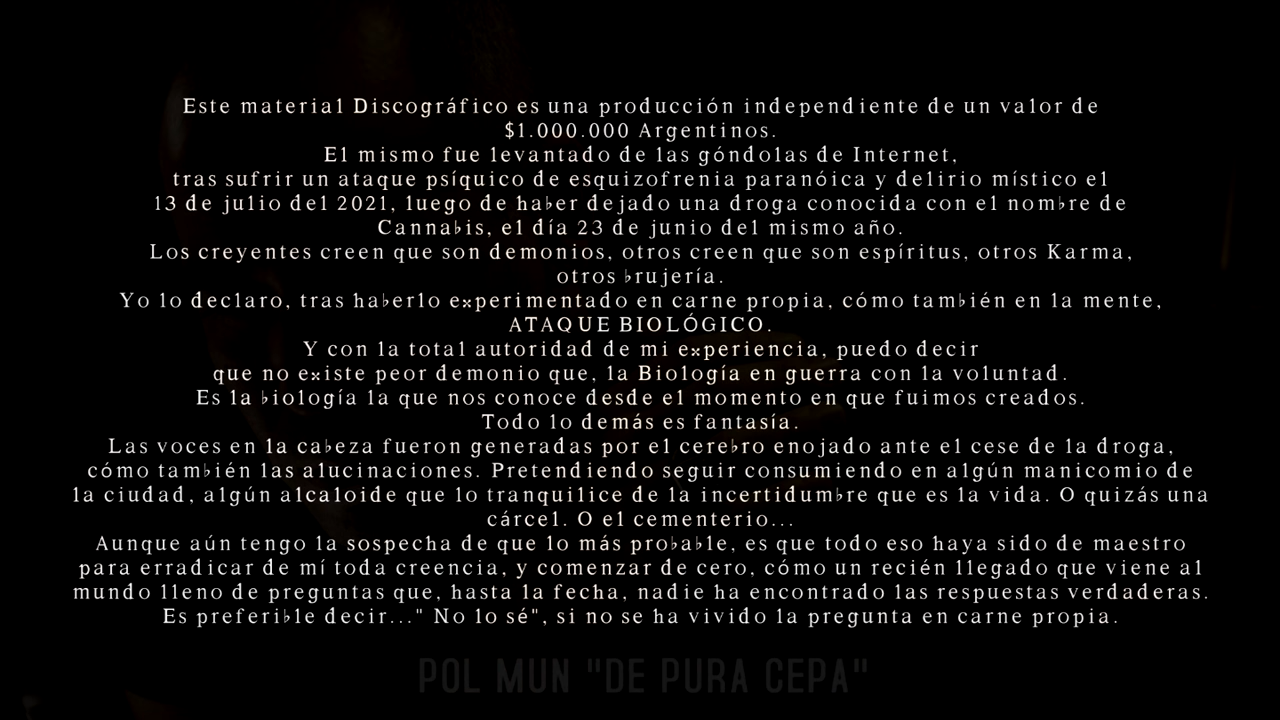 Este material Discográfico es una producción independiente de un valor de
$1.000.000 Argentinos.
El mismo fue levantado de las góndolas de Internet,
tras sufrir un ataque psíquico de esquizofrenia paranóica y delirio místico el
13 de julio del 2021, luego de haber dejado una droga conocida con el nombre de
Cannabis, el día 23 de junio del mismo año.
Los creyentes creen que son demonios, otros creen que son espíritus, otros Karma,
otros brujería.
Yo lo declaro, tras haberlo experimentado en carne propia, cómo también en la mente,
ATAQUE BIOLÓGICO.
Y con la total autoridad de mi experiencia, puedo decir
que no existe peor demonio que, la Biología en guerra con la voluntad.
Es la biología la que nos conoce desde el momento en que fuimos creados.
Todo lo demás es fantasía.
Las voces en la cabeza fueron generadas por el cerebro enojado ante el cese de la droga,
cómo también las alucinaciones. Pretendiendo seguir consumiendo en algún manicomio de
la ciudad, algún alcaloide que lo tranquilice de la incertidumbre que es la vida. O quizás una
cárcel. O el cementerio...
Aunque aún tengo la sospecha de que lo más probable, es que todo eso haya sido de maestro
para erradicar de mí toda creencia, y comenzar de cero, cómo un recién llegado que viene al
mundo lleno de preguntas que, hasta la fecha, nadie ha encontrado las respuestas verdaderas.
Es preferible decir..." No lo sé", si no se ha vivido la pregunta en carne propia.
POL MUN "DE PURA CEPA"